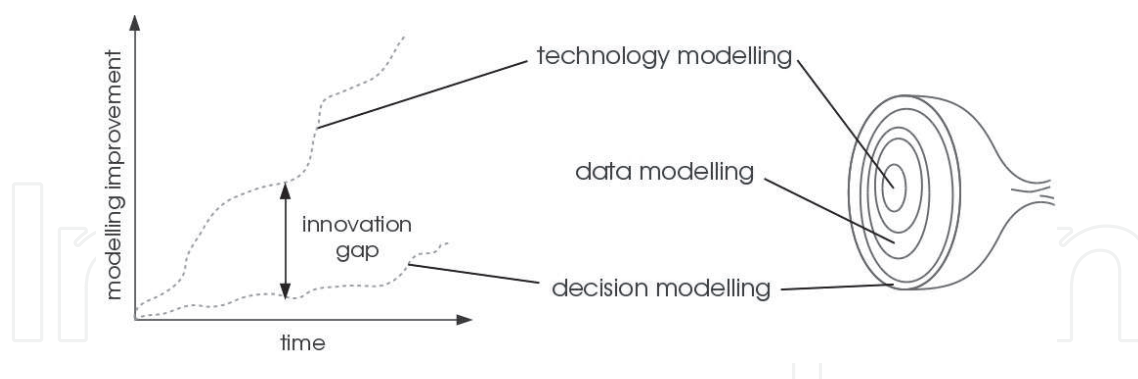 technology modelling
modelling improvement
data modelling
innovation
gap
decision modelling
time